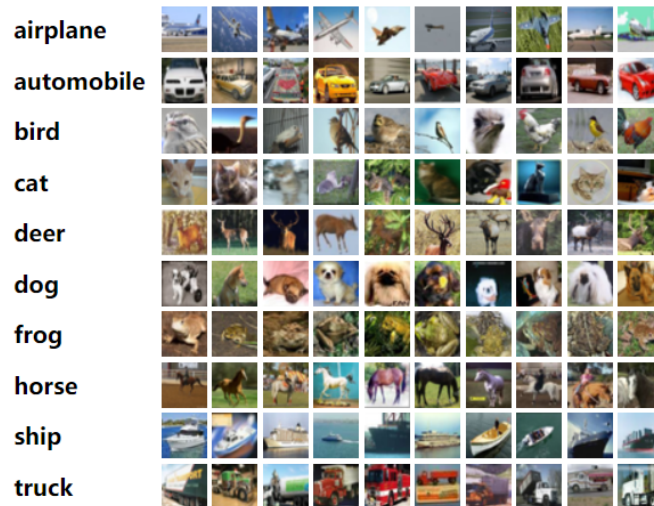 airplane
automobile
bird
cat
deer
dog
frog
horse
ship
truck